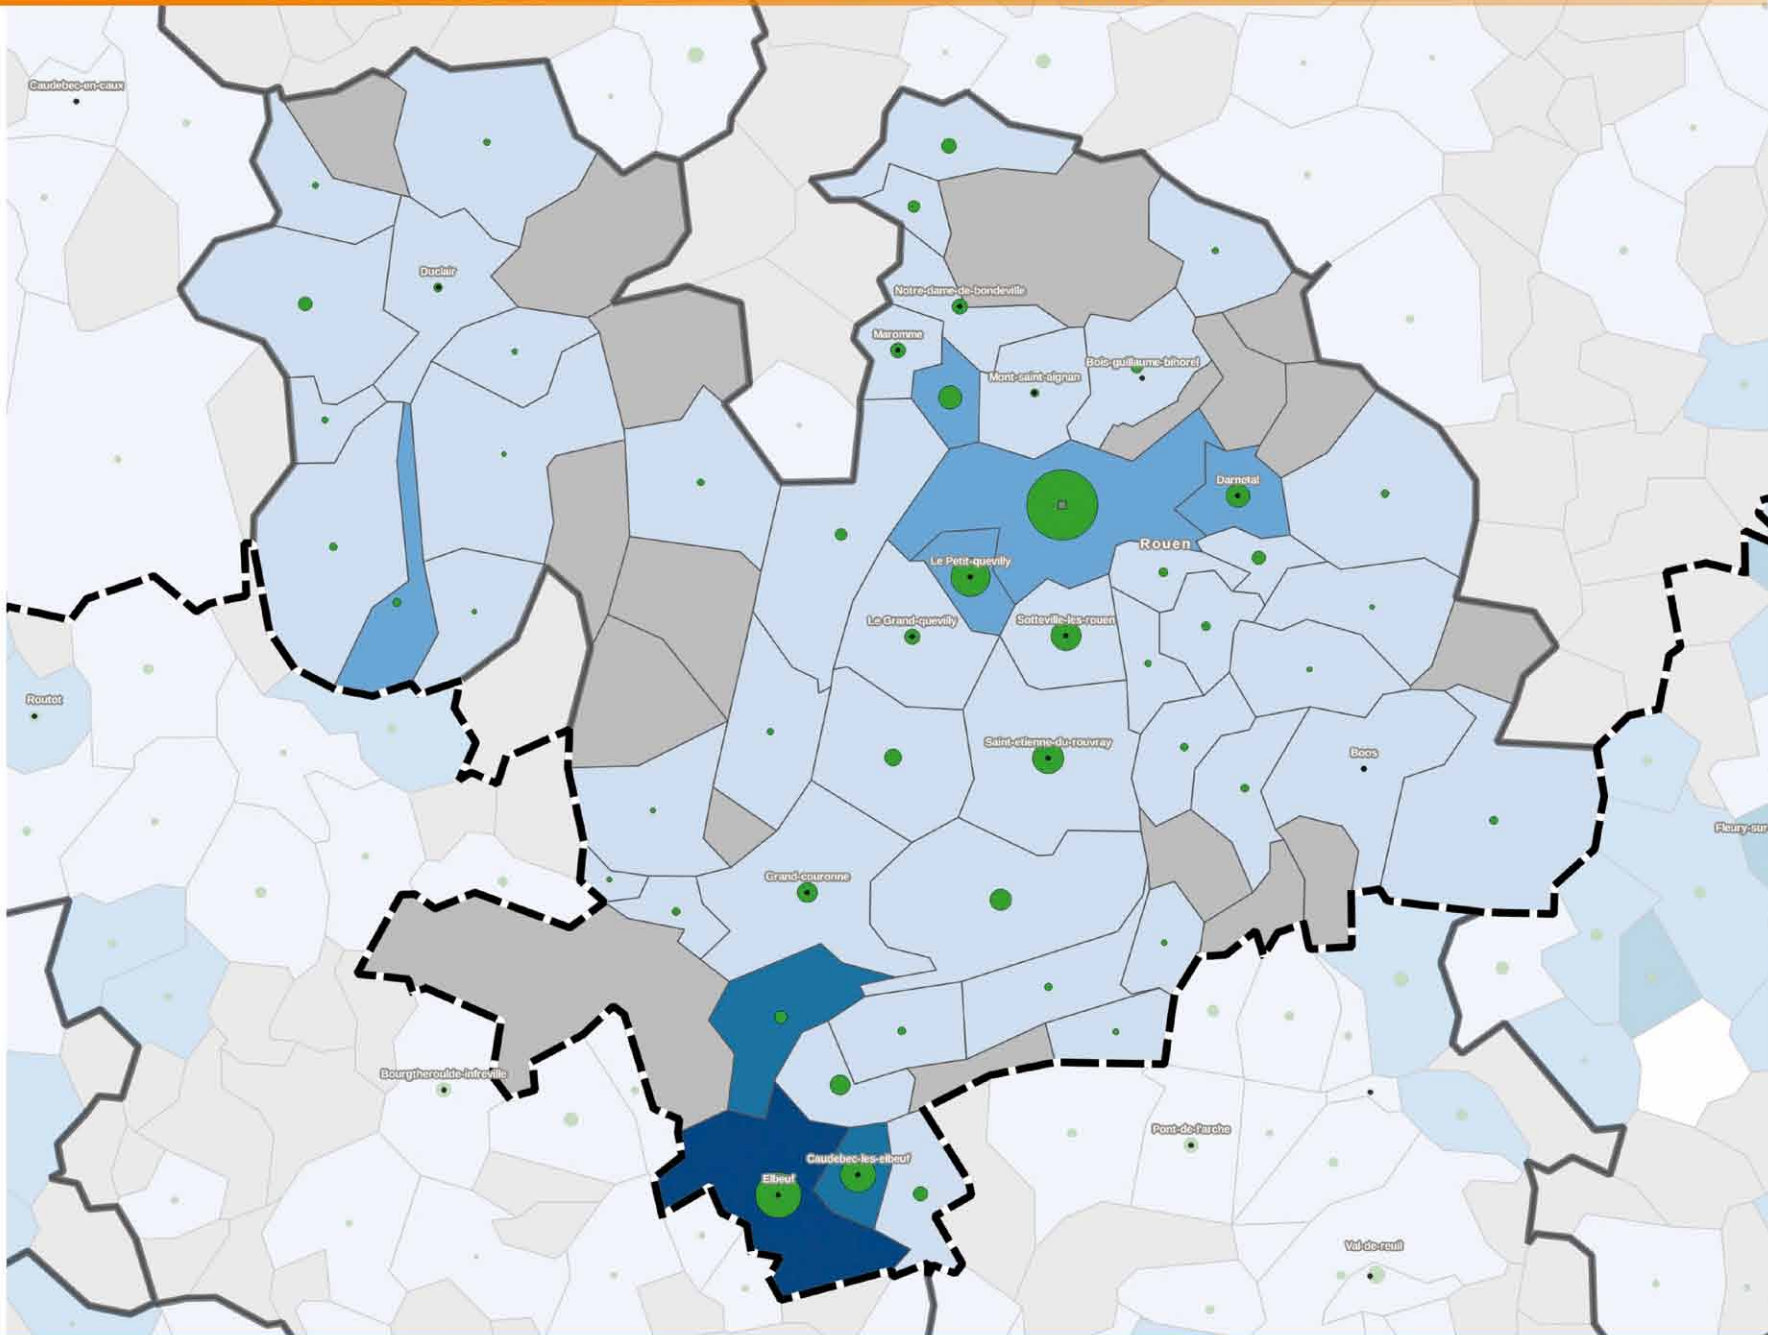 Caudebec-en-caux
Duclair
Notre-dame-de-bondeville
Maromme
Bois-guillaume-bihorel
Mont-saint-aignan
Darnetal
Rouen
Le Petit-quevilly
Le Grand-quevilly
Sotteville-les-rouen
Routot
Saint-etienne-du-rouvray
Boos
Fleury-sur
Grand-couronne
Bourgtheroulde-infreville
Pont-de-l'arche
Caudebec-les-elbeuf
Elbeuf
Val-de-reuil